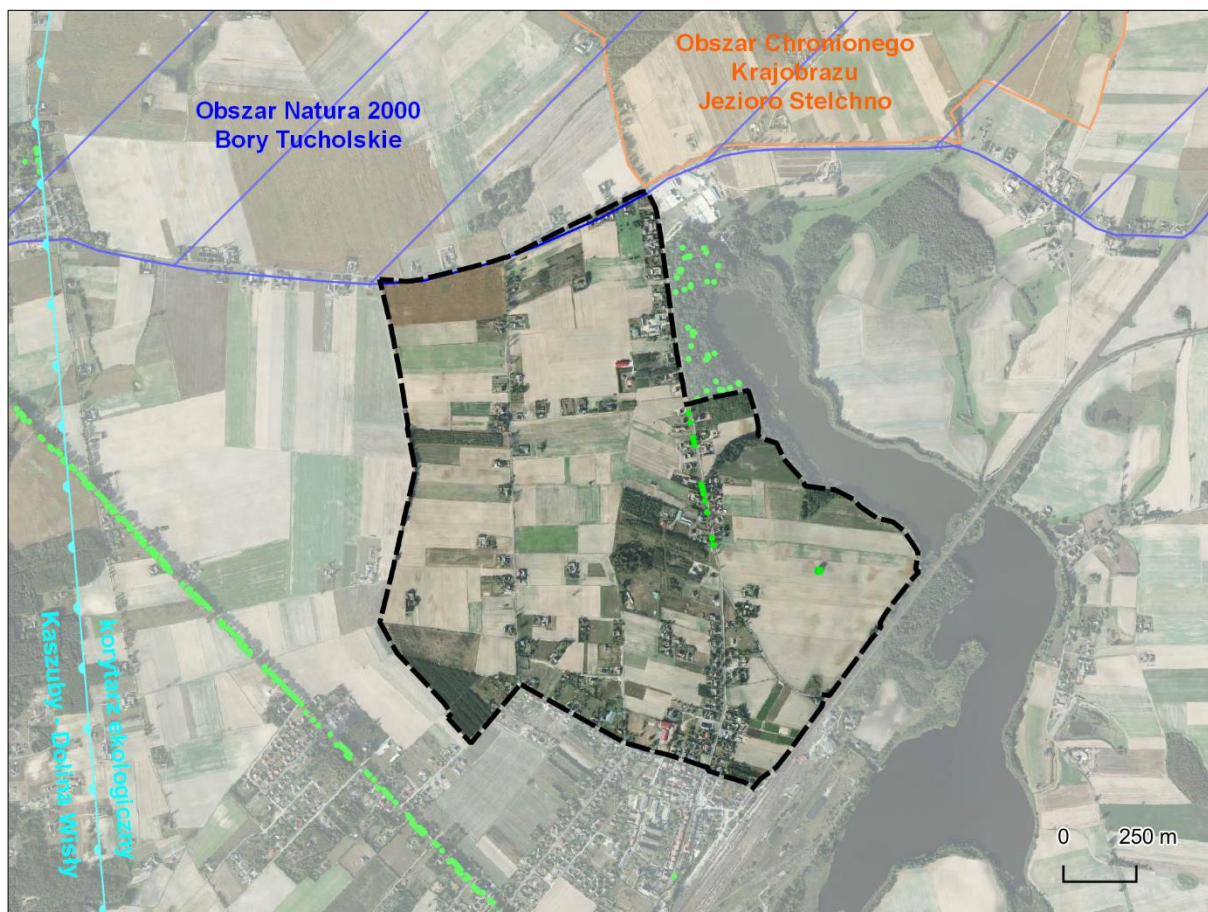 Obszar Chronionego
Krajobrazu
Jezioro Stelchno
Obszar Natura 2000
Bory Tucholskie
korytarz ekologiczny
Kaszuby - Dolina Wisły
0 250 m